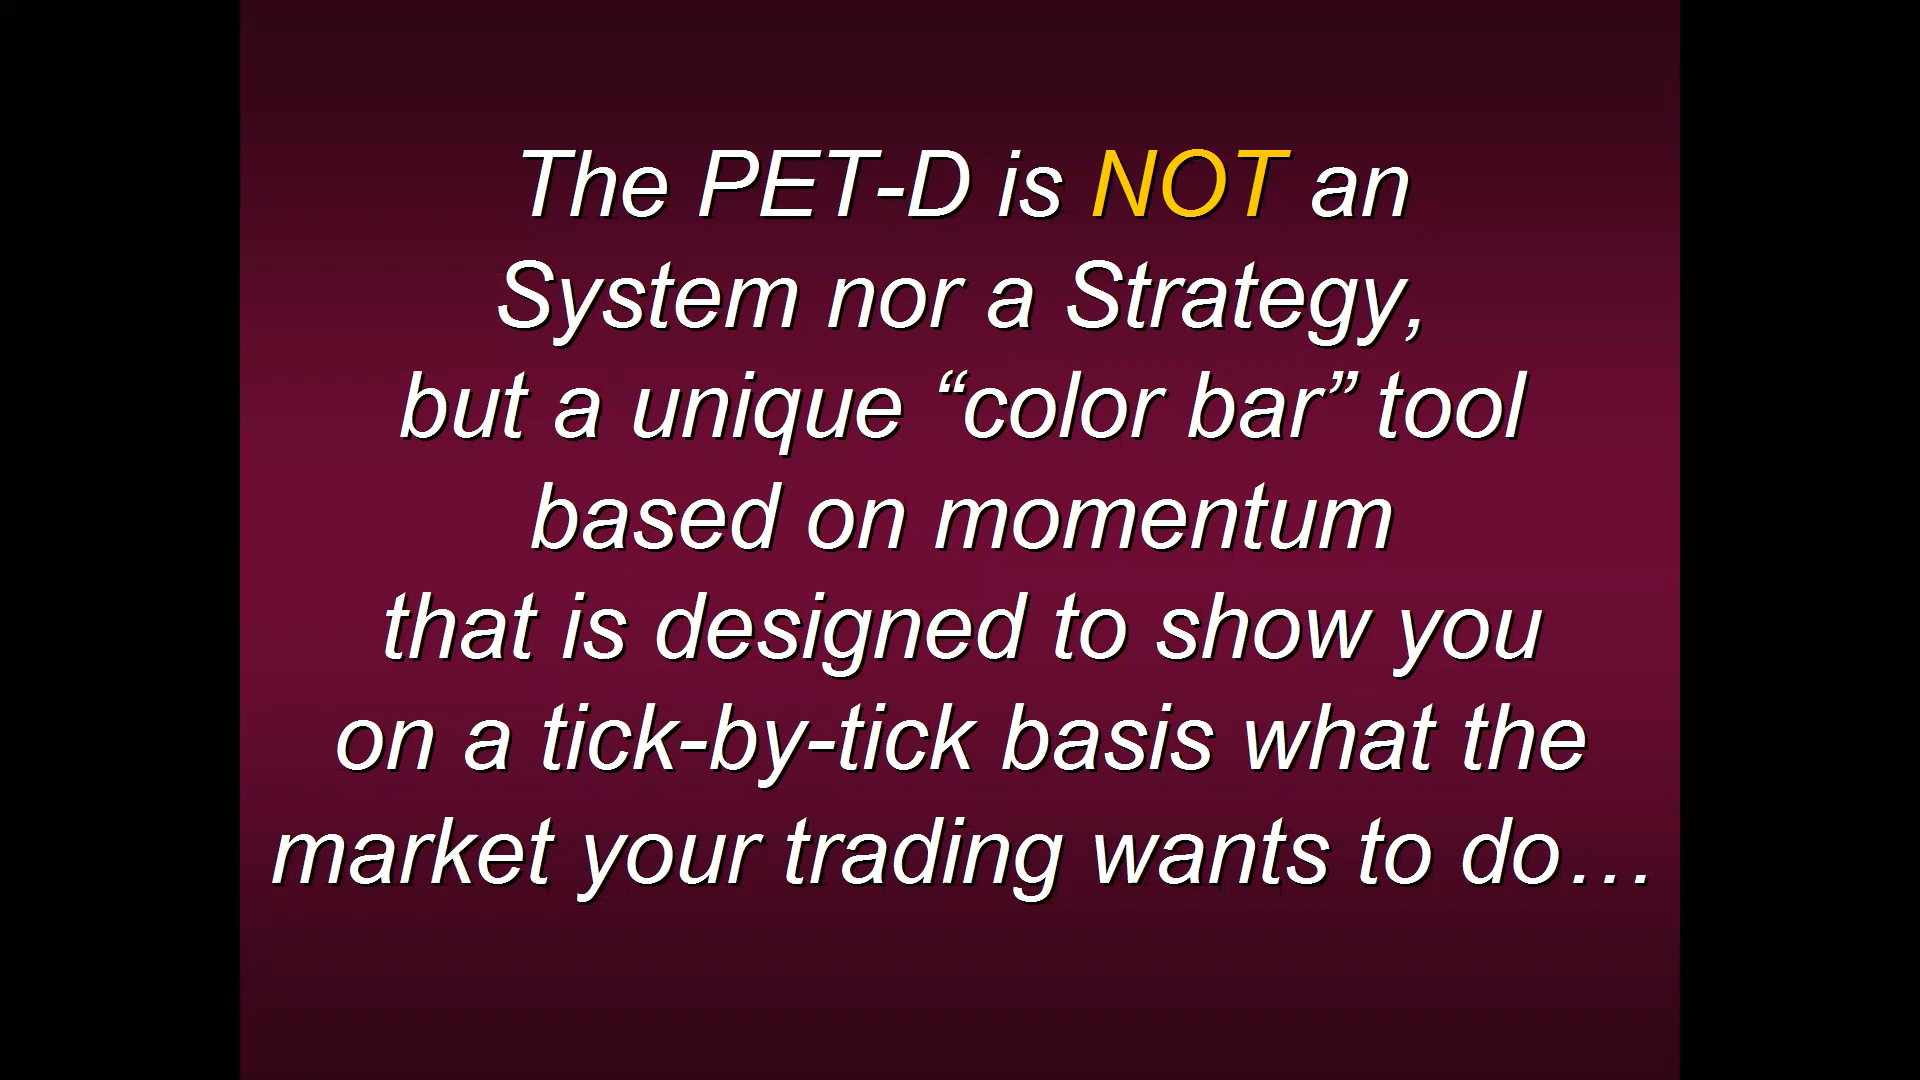 The PET-D is NOT an
System nor a Strategy,
but a unique “color bar” tool
based on momentum
that is designed to show you
on a tick-by-tick basis what the
market your trading wants to do…